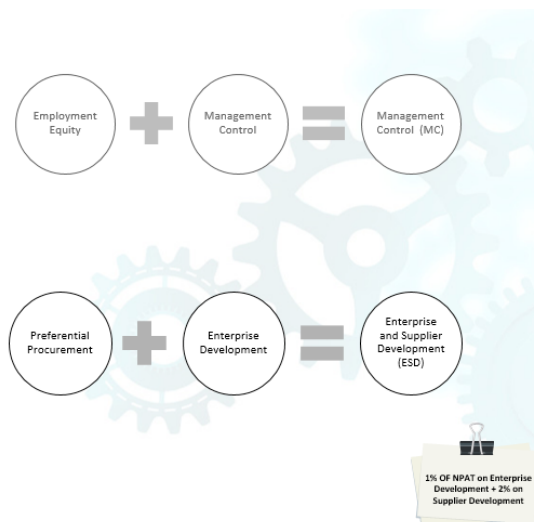 Employment
Equity
Management
Control
Management
Control (MC)
Preferential
Procurement
Enterprise
Development
Enterprise
and Supplier
Development
(ESD)
1% OF NPAT on Enterprise
Development + 2% on
Supplier Development